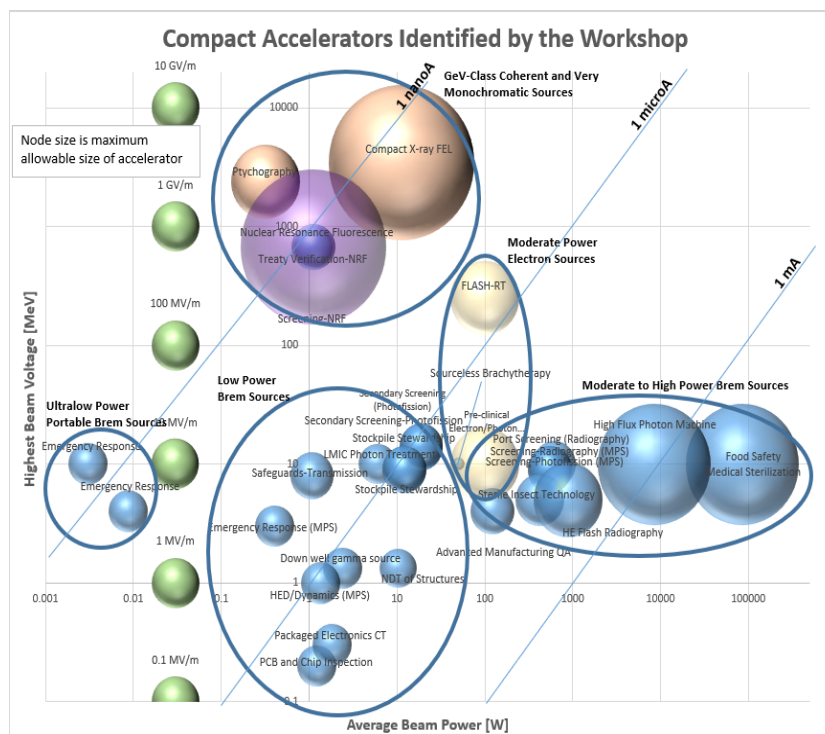 Compact Accelerators Identified by the Workshop
10 GV/m
GeV-Class Coherent and Very
Monochromatic Sources
1 nanoA
1 microA
10000
Node size is maximum
allowable size of accelerator
Compact X-ray FEL
Ptychography
1 GV/m
1000
Nuclear Resonance Fluorescence
Treaty Verification-NRF
Moderate Power
Electron Sources
1 mA
FLASH-RT
100 MV/m
Screening-NRF
100
Sourceless Brachytherapy
Low Power
Brem Sources
Moderate to High Power Brem Sources
Secondary Screening
(Photofission)
Ultralow Power
Portable Brem Sources
Pre-clinical
Electron/Photon...
Secondary Screening-Photofission
High Flux Photon Machine
Stockpile Stewardship
Port Screening (Radiography)
Emergency Response
LMIC Photon Treatment
Screening-Radiography (MPS)
Screening-Photofission (MPS)
Food Safety
10
Safeguards-Transmission
Medical Sterilization
Emergency Response
Stockpile Stewardship
Sterile Insect Technology
Emergency Response (MPS)
HE Flash Radiography
1 MV/m
Advanced Manufacturing QA
Down well gamma source
NDT of Structures
1
HED/Dynamics (MPS)
0.001
0.01
0.1
1
10
100
1000
10000
100000
Packaged Electronics CT
0.1 MV/m
PCB and Chip Inspection
Highest Beam Voltage [MeV]
Average Beam Power [W]